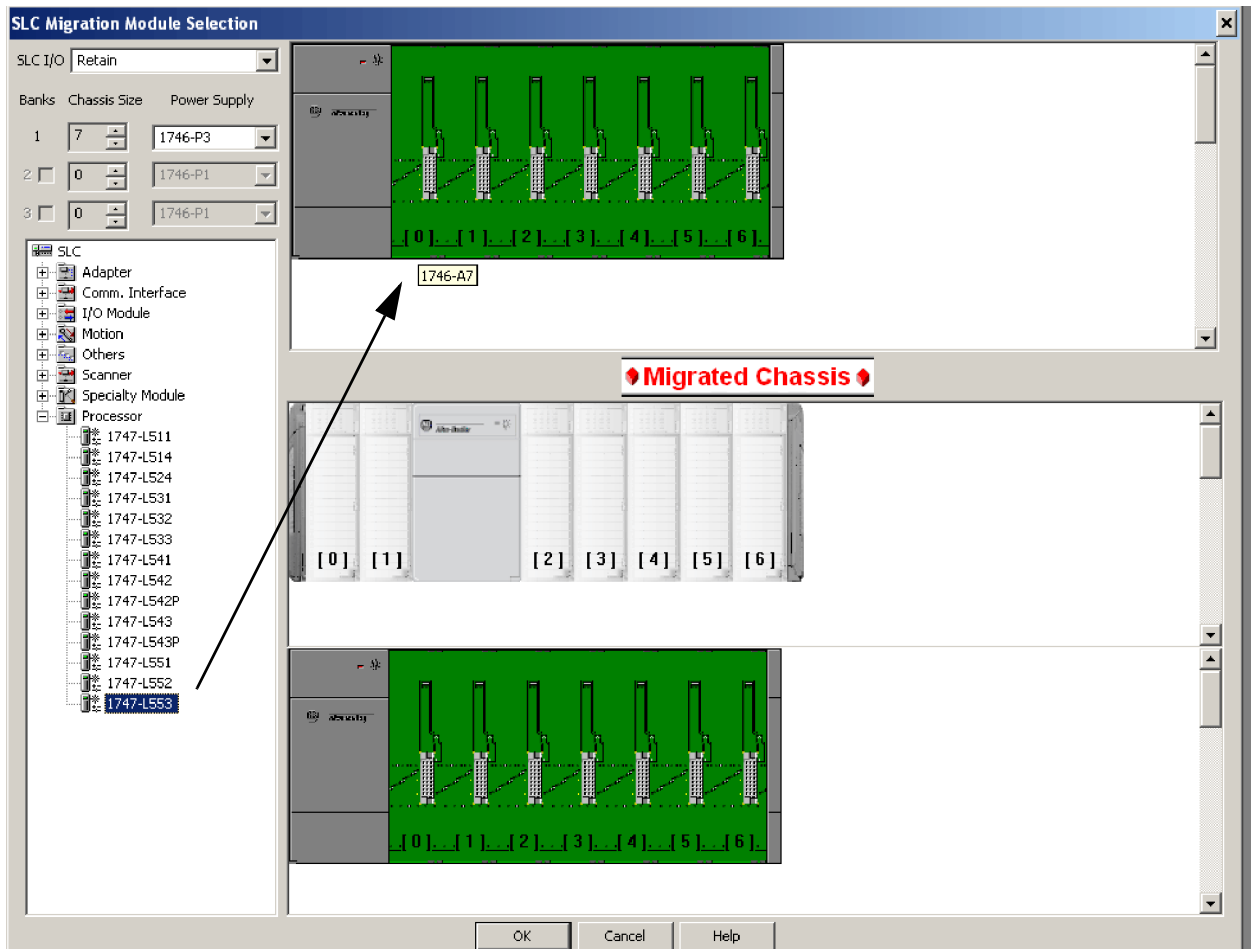 SLC Migration Module Selection
SLC I/O Retain
Banks Chassis Size Power Supply
1 7 1746-P3
2 0 1746-P1
3 0 1746-P1
SLC
Adapter
Comm. Interface
I/O Module
Motion
Others
Scanner
Specialty Module
Processor
1747-L511
1747-L514
1747-L524
1747-L531
1747-L532
1747-L533
1747-L541
1747-L542
1747-L542P
1747-L543
1747-L543P
1747-L551
1747-L552
1747-L553
. .[ 0 ]. . .[ 1 ]. . .[ 2 ]. . .[ 3 ]. . .[ 4 ]. . .[ 5 ]. . .[ 6 ].
1746-A7
Migrated Chassis
[ 0 ] [ 1 ] [ 2 ] [ 3 ] [ 4 ] [ 5 ] [ 6 ]
. .[ 0 ]. . .[ 1 ]. . .[ 2 ]. . .[ 3 ]. . .[ 4 ]. . .[ 5 ]. . .[ 6 ].
OK Cancel Help